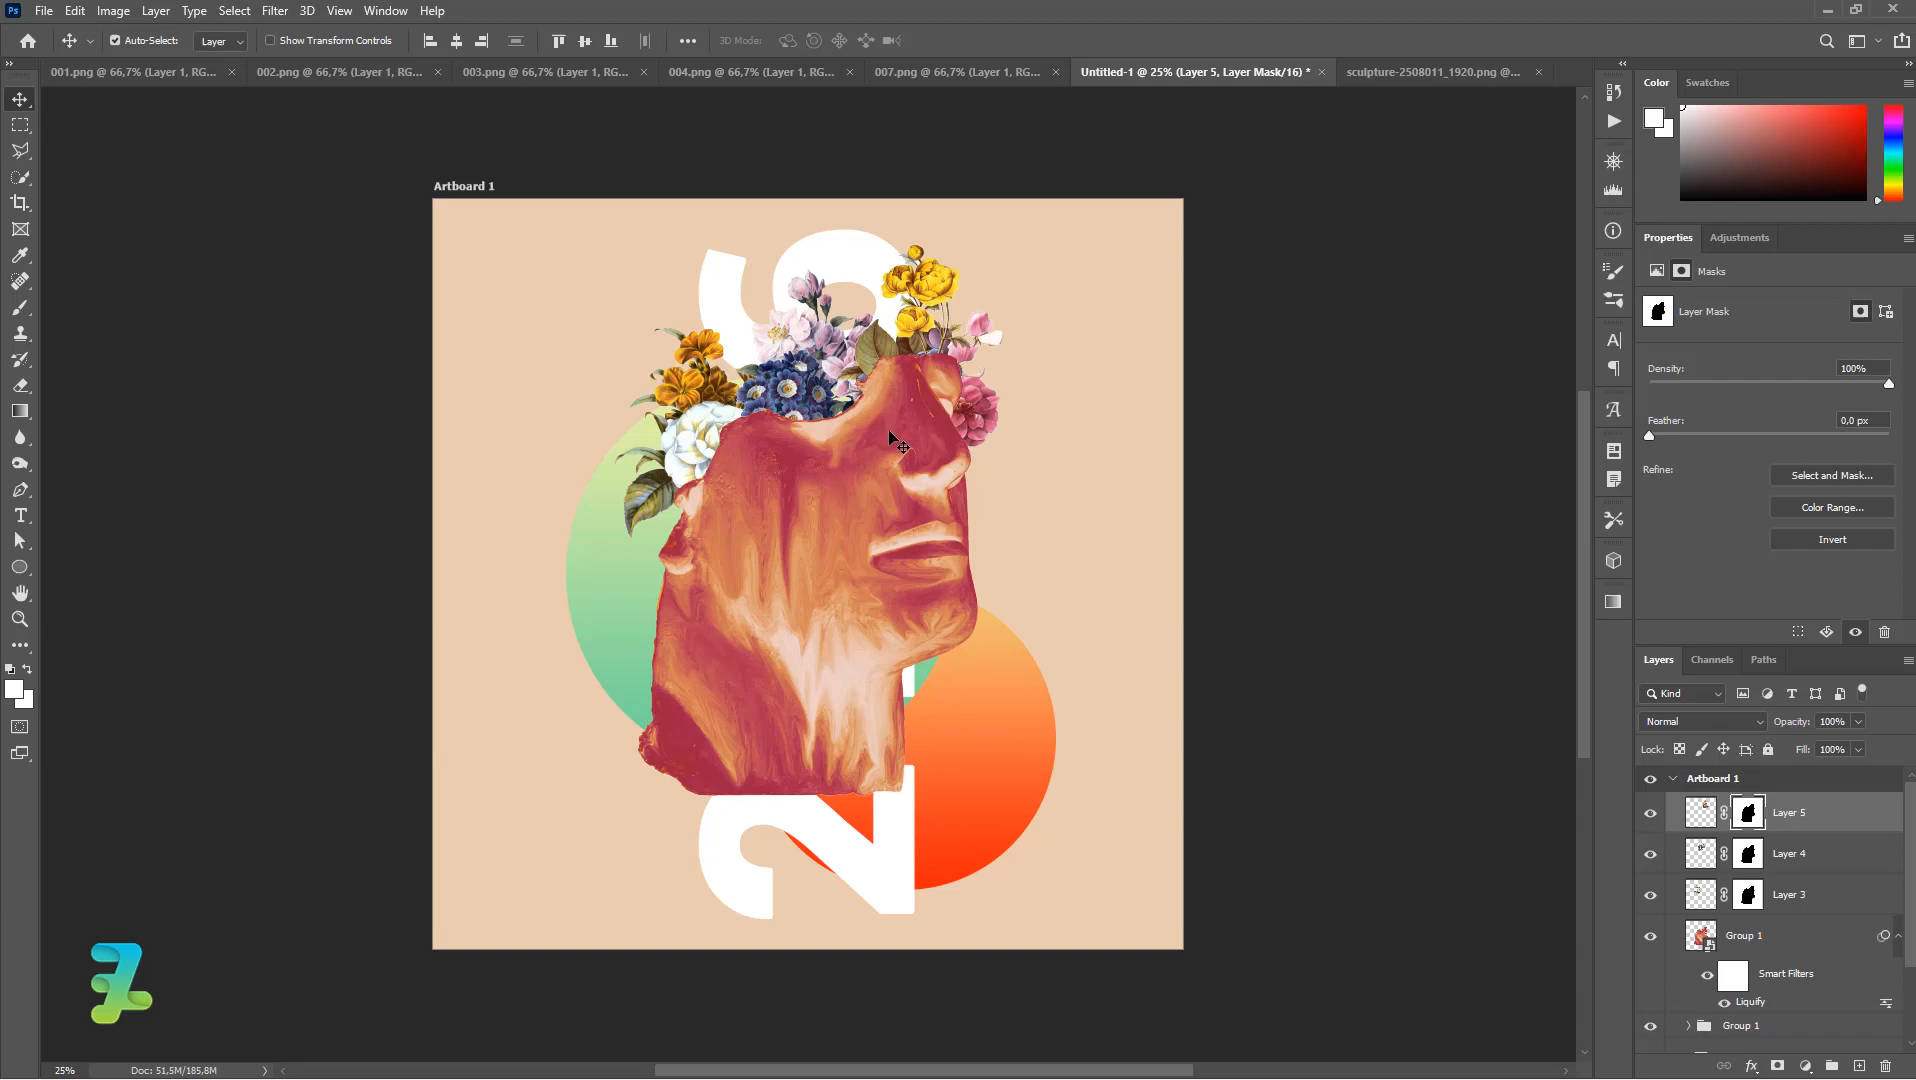 Ps File Edit Image Layer Type Select Filter 3D View Window Help
Auto-Select: Layer Show Transform Controls 3D Mode:
001.png @ 66,7% (Layer 1, RG... 002.png @ 66,7% (Layer 1, RG... 003.png @ 66,7% (Layer 1, RG... 004.png @ 66,7% (Layer 1, RG... 007.png @ 66,7% (Layer 1, RG... Untitled-1 @ 25% (Layer 5, Layer Mask/16) * sculpture-2508011_1920.png @...
Color Swatches
Artboard 1
Properties Adjustments
Masks
Layer Mask
Density: 100%
Feather: 0,0 px
Refine: Select and Mask...
Color Range...
Invert
Layers Channels Paths
Kind
Normal Opacity: 100%
Lock: Fill: 100%
Artboard 1
Layer 5
Layer 4
Layer 3
Group 1
Smart Filters
Liquify
Group 1
25% Doc: 51,5M/185,8M